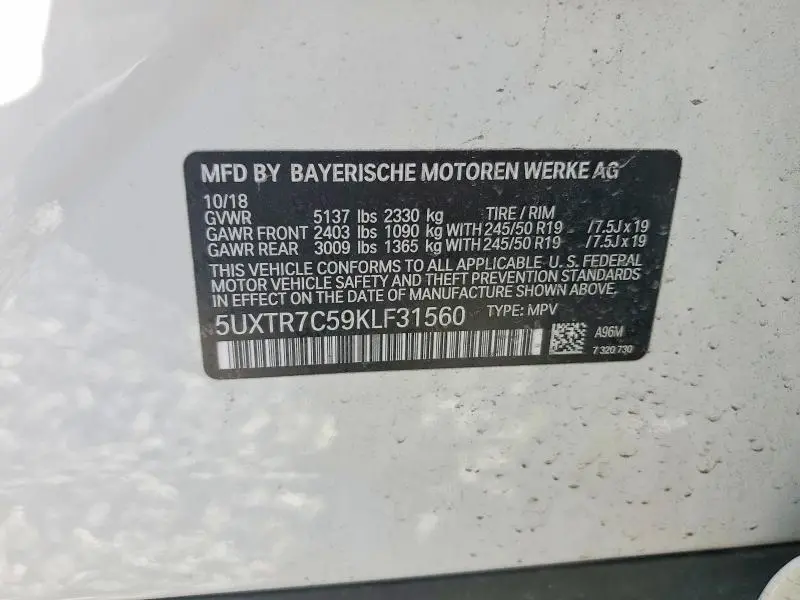 MFD BY BAYERISCHE MOTOREN WERKE AG
10/18
GVWR 5137 lbs 2330 kg TIRE / RIM
GAWR FRONT 2403 lbs 1090 kg WITH 245/50 R19 /7.5J x 19
GAWR REAR 3009 lbs 1365 kg WITH 245/50 R19 /7.5J x 19
THIS VEHICLE CONFORMS TO ALL APPLICABLE U. S. FEDERAL
MOTOR VEHICLE SAFETY AND THEFT PREVENTION STANDARDS
IN EFFECT ON THE DATE OF MANUFACTURE SHOWN ABOVE.
5UXTR7C59KLF31560 TYPE: MPV
A96M
7 320 730